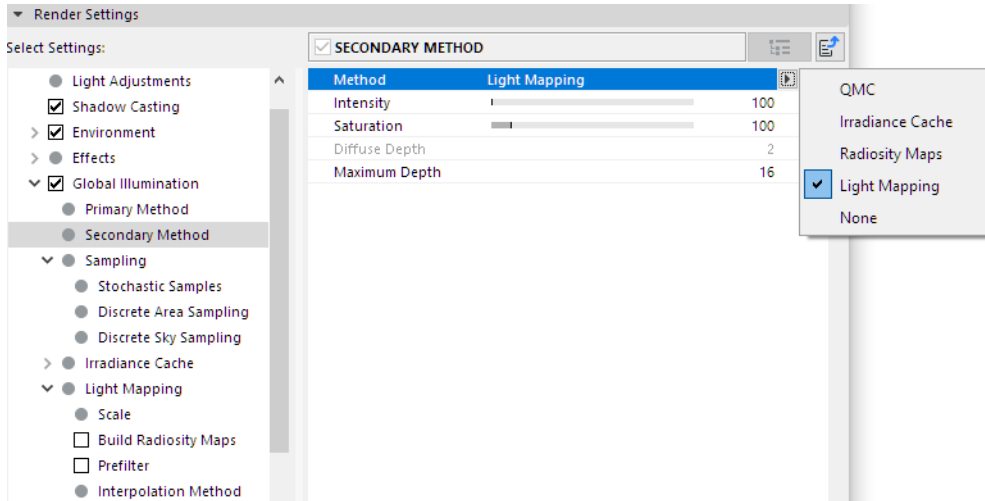 Render Settings
Select Settings:
Light Adjustments
Shadow Casting
Environment
Effects
Global Illumination
Primary Method
Secondary Method
Sampling
Stochastic Samples
Discrete Area Sampling
Discrete Sky Sampling
Irradiance Cache
Light Mapping
Scale
Build Radiosity Maps
Prefilter
Interpolation Method
SECONDARY METHOD
Method Light Mapping
Intensity 100
Saturation 100
Diffuse Depth 2
Maximum Depth 16
QMC
Irradiance Cache
Radiosity Maps
Light Mapping
None